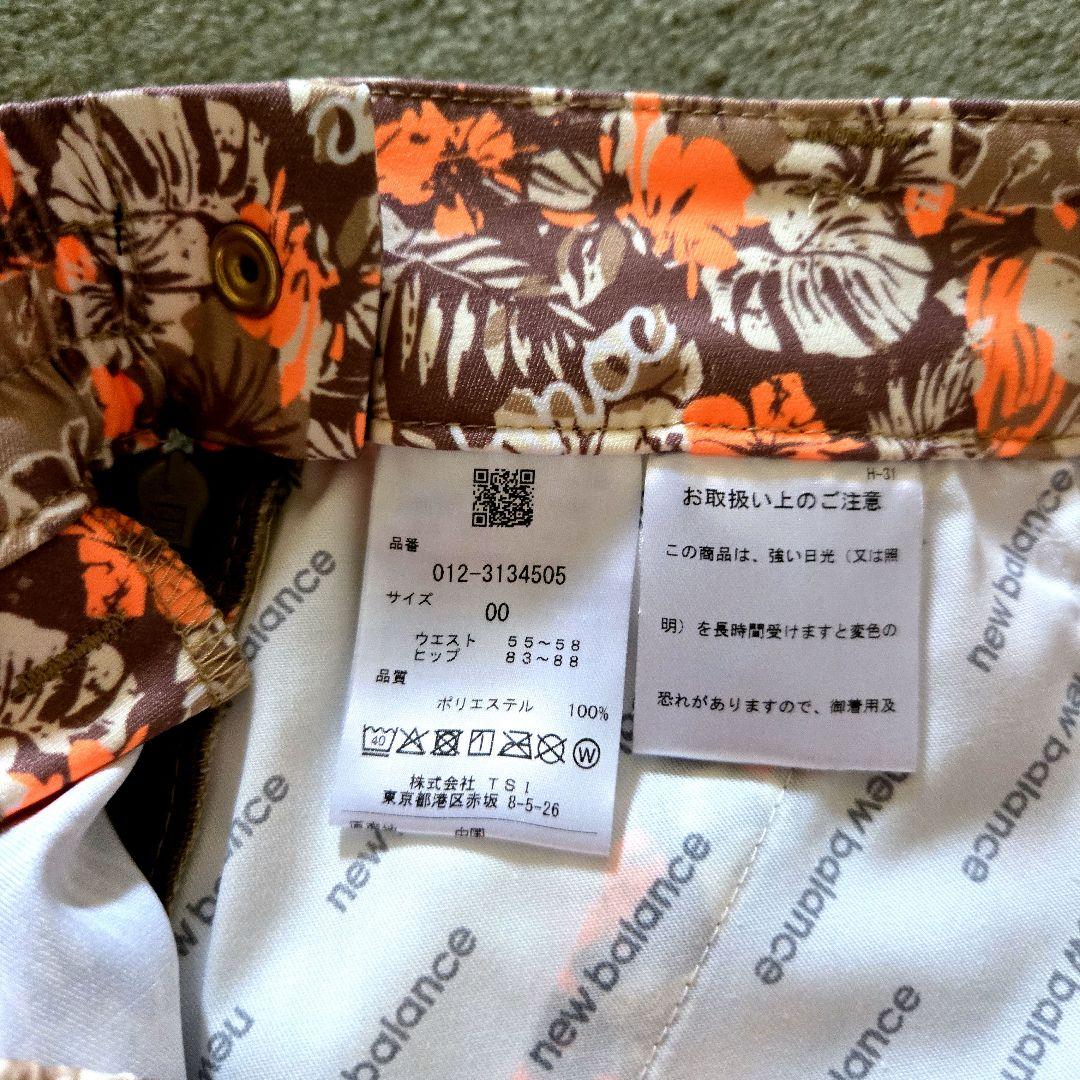 品番
012-3134505
サイズ
00
ウエスト 55～58
ヒップ 83～88
品質
ポリエステル 100%
40
W
株式会社 TSI
東京都港区赤坂 8-5-26
中国
H-31
お取扱い上のご注意
この商品は、強い日光（又は照
明）を長時間受けますと変色の
恐れがありますので、御着用及
new balance
balance
new
new balance
new balance
new balance
new balance
new balance
balance
new